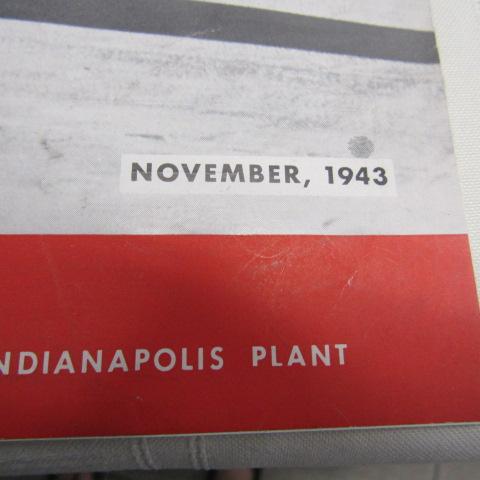 NOVEMBER, 1943
NDIANAPOLIS PLANT